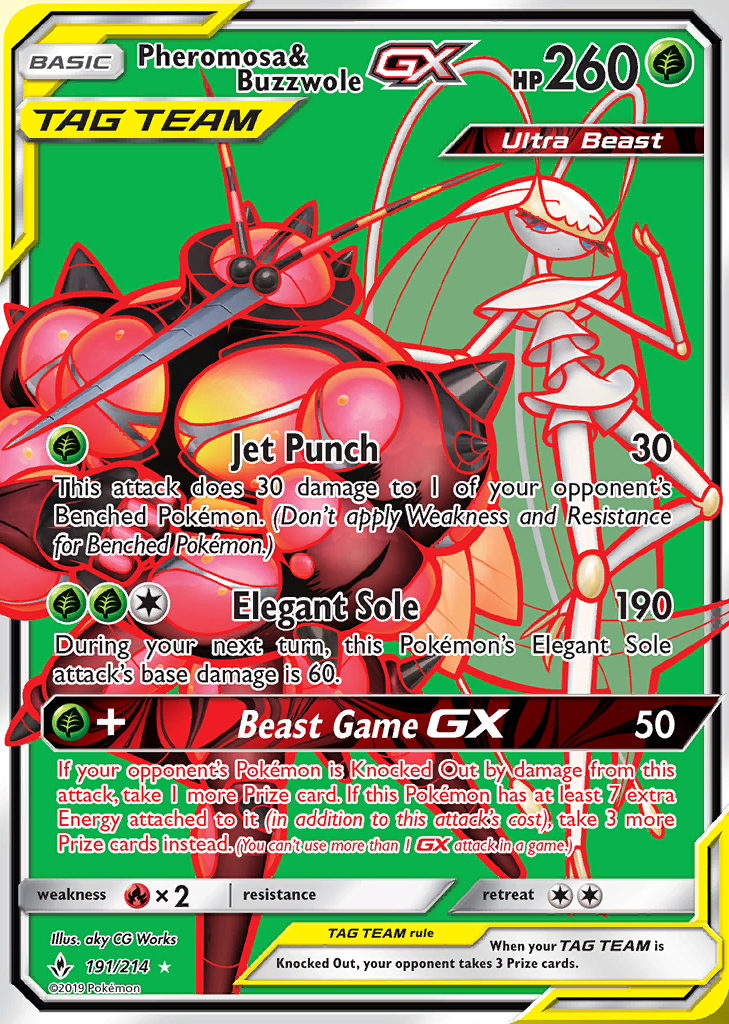 BASIC Pheromosa& Buzzwole GX HP 260
TAG TEAM
Ultra Beast
Jet Punch 30
This attack does 30 damage to 1 of your opponent's
Benched Pokémon. (Don't apply Weakness and Resistance
for Benched Pokémon.)
Elegant Sole 190
During your next turn, this Pokémon's Elegant Sole
attack's base damage is 60.
+ Beast Game GX 50
If your opponent's Pokémon is Knocked Out by damage from this
attack, take 1 more Prize card. If this Pokémon has at least 7 extra
Energy attached to it (in addition to this attack's cost), take 3 more
Prize cards instead. (You can't use more than 1 GX attack in a game.)
weakness ×2 resistance retreat
Illus. aky CG Works
191/214
©2019 Pokémon
TAG TEAM rule
When your TAG TEAM is
Knocked Out, your opponent takes 3 Prize cards.